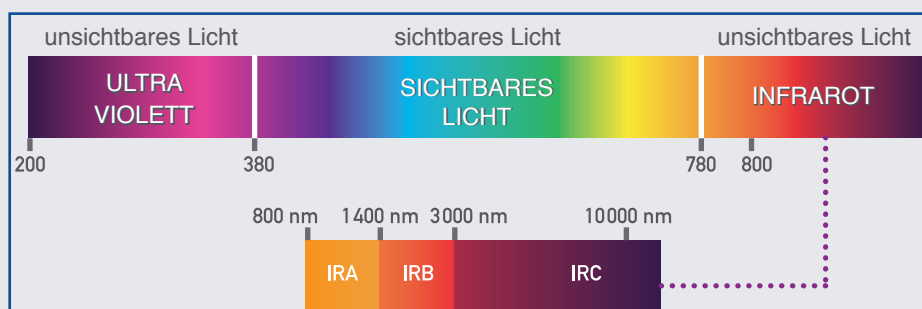 unsichtbares Licht sichtbares Licht unsichtbares Licht
ULTRA
VIOLETT
SICHTBARES
LICHT
INFRAROT
200 380 780 800
800 nm 1400 nm 3000 nm 10000 nm
IRA IRB IRC